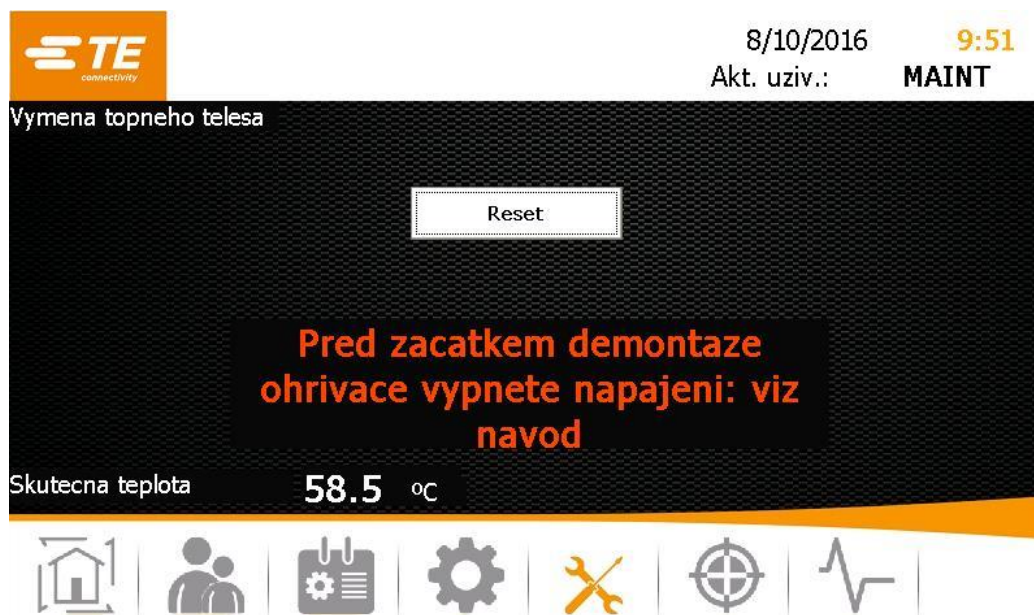 TE
connectivity
8/10/2016 9:51
Akt. uziv.: MAINT
Vymena topneho telesa
Reset
Pred zacatkem demontaze
ohrivace vypnete napajeni: viz
navod
Skutecna teplota 58.5 ºC